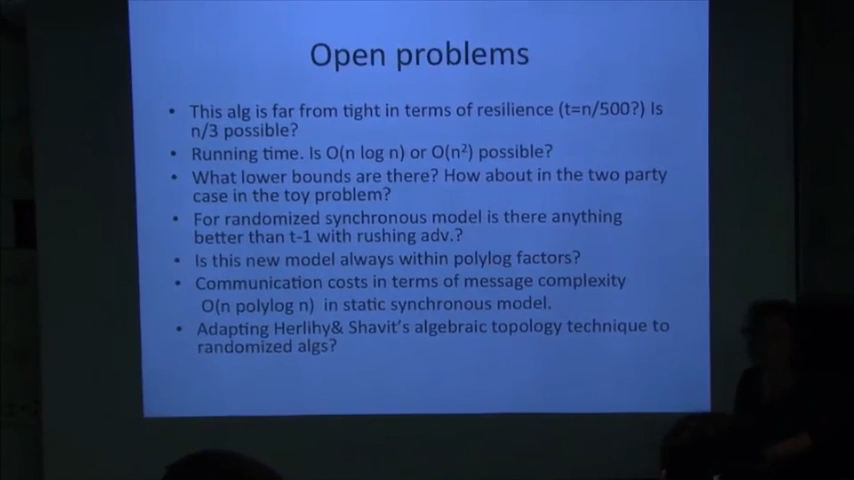 Open problems
• This alg is far from tight in terms of resilience (t=n/500?) Is
n/3 possible?
• Running time. Is O(n log n) or O(n²) possible?
• What lower bounds are there? How about in the two party
case in the toy problem?
• For randomized synchronous model is there anything
better than t-1 with rushing adv.?
• Is this new model always within polylog factors?
• Communication costs in terms of message complexity
O(n polylog n) in static synchronous model.
• Adapting Herlihy& Shavit's algebraic topology technique to
randomized algs?